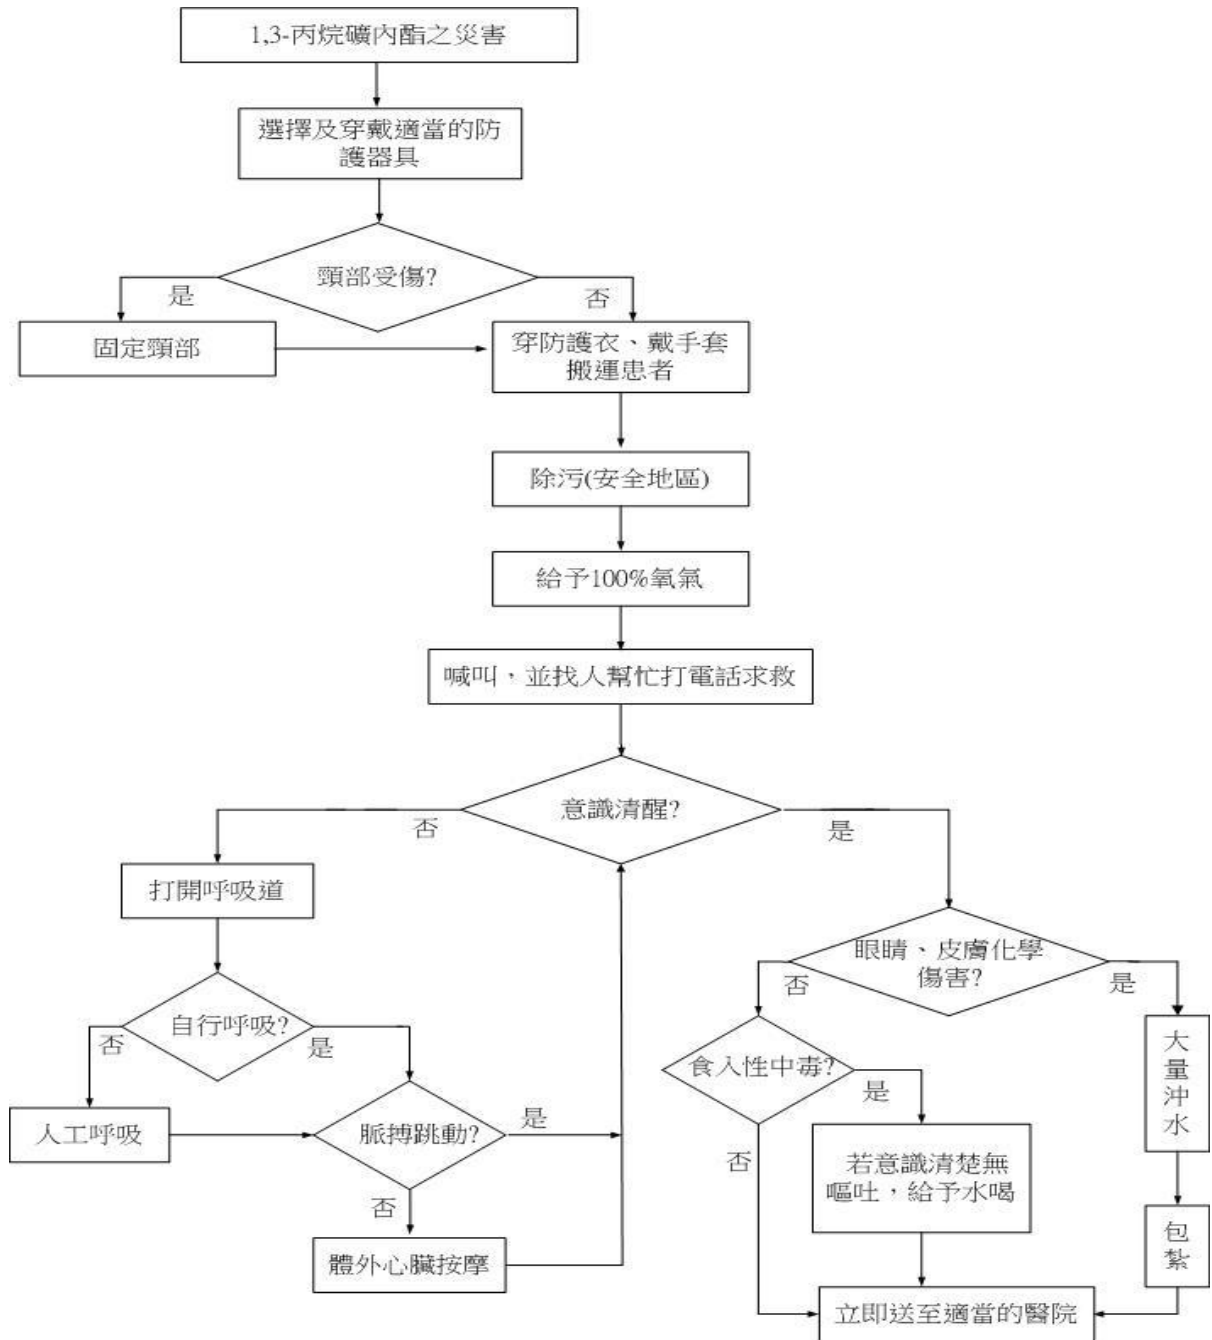 1,3-丙烷礦內酯之災害
選擇及穿戴適當的防
護器具
頸部受傷?
是
否
固定頸部
穿防護衣、戴手套
搬運患者
除污(安全地區)
給予100%氧氣
喊叫，並找人幫忙打電話求救
意識清醒?
否
是
打開呼吸道
眼睛、皮膚化學
傷害?
否
是
自行呼吸?
否
是
大
量
沖
水
食入性中毒?
是
否
人工呼吸
脈搏跳動?
是
否
若意識清楚無
嘔吐，給予水喝
體外心臟按摩
包
紮
立即送至適當的醫院